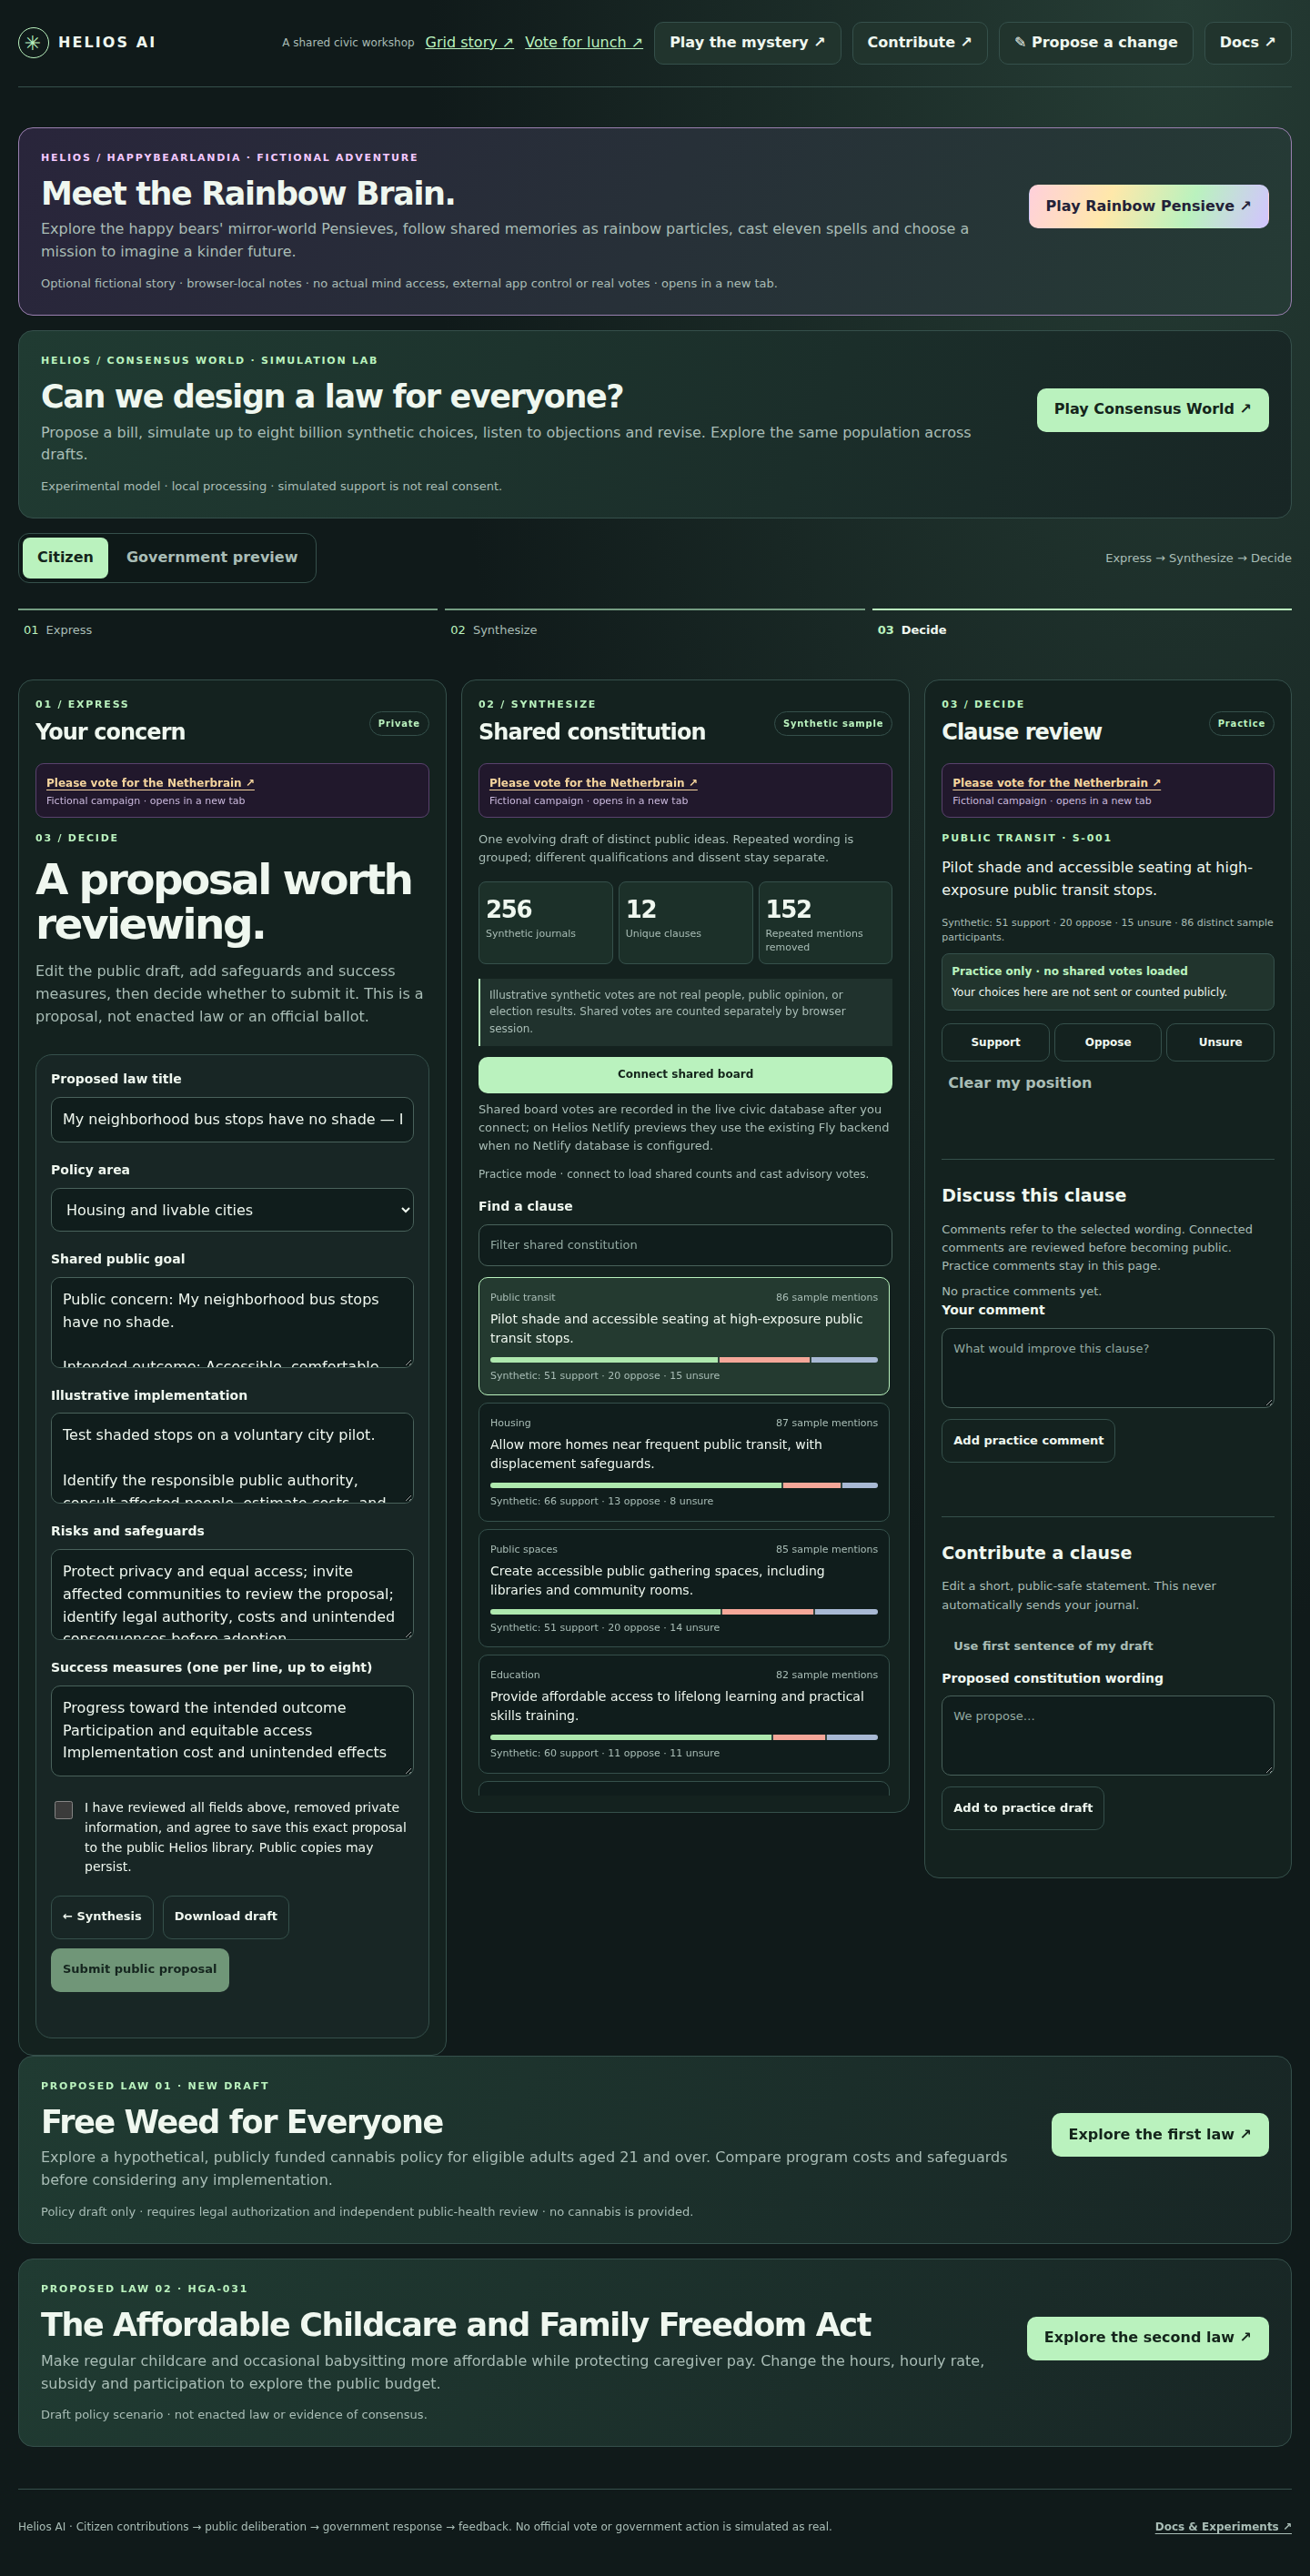 HELIOS AI
A shared civic workshop
Grid story ↗
Vote for lunch ↗
Play the mystery ↗
Contribute ↗
✎ Propose a change
Docs ↗
HELIOS / HAPPYBEARLANDIA · FICTIONAL ADVENTURE
Meet the Rainbow Brain.
Explore the happy bears' mirror-world Pensieves, follow shared memories as rainbow particles, cast eleven spells and choose a
mission to imagine a kinder future.
Optional fictional story · browser-local notes · no actual mind access, external app control or real votes · opens in a new tab.
Play Rainbow Pensieve ↗
HELIOS / CONSENSUS WORLD · SIMULATION LAB
Can we design a law for everyone?
Propose a bill, simulate up to eight billion synthetic choices, listen to objections and revise. Explore the same population across
drafts.
Experimental model · local processing · simulated support is not real consent.
Play Consensus World ↗
Citizen
Government preview
Express → Synthesize → Decide
01 Express
02 Synthesize
03 Decide
01 / EXPRESS
Your concern
Private
Please vote for the Netherbrain ↗
Fictional campaign · opens in a new tab
03 / DECIDE
A proposal worth
reviewing.
Edit the public draft, add safeguards and success
measures, then decide whether to submit it. This is a
proposal, not enacted law or an official ballot.
Proposed law title
My neighborhood bus stops have no shade — I
Policy area
Housing and livable cities
Shared public goal
Public concern: My neighborhood bus stops
have no shade.
Intended outcome: Accessible, comfortable
Illustrative implementation
Test shaded stops on a voluntary city pilot.
Identify the responsible public authority,
consult affected people, estimate costs, and
Risks and safeguards
Protect privacy and equal access; invite
affected communities to review the proposal;
identify legal authority, costs and unintended
consequences before adoption.
Success measures (one per line, up to eight)
Progress toward the intended outcome
Participation and equitable access
Implementation cost and unintended effects
I have reviewed all fields above, removed private
information, and agree to save this exact proposal
to the public Helios library. Public copies may
persist.
← Synthesis
Download draft
Submit public proposal
02 / SYNTHESIZE
Shared constitution
Synthetic sample
Please vote for the Netherbrain ↗
Fictional campaign · opens in a new tab
One evolving draft of distinct public ideas. Repeated wording is
grouped; different qualifications and dissent stay separate.
256
Synthetic journals
12
Unique clauses
152
Repeated mentions
removed
Illustrative synthetic votes are not real people, public opinion, or
election results. Shared votes are counted separately by browser
session.
Connect shared board
Shared board votes are recorded in the live civic database after you
connect; on Helios Netlify previews they use the existing Fly backend
when no Netlify database is configured.
Practice mode · connect to load shared counts and cast advisory votes.
Find a clause
Filter shared constitution
Public transit
86 sample mentions
Pilot shade and accessible seating at high-exposure public
transit stops.
Synthetic: 51 support · 20 oppose · 15 unsure
Housing
87 sample mentions
Allow more homes near frequent public transit, with
displacement safeguards.
Synthetic: 66 support · 13 oppose · 8 unsure
Public spaces
85 sample mentions
Create accessible public gathering spaces, including
libraries and community rooms.
Synthetic: 51 support · 20 oppose · 14 unsure
Education
82 sample mentions
Provide affordable access to lifelong learning and practical
skills training.
Synthetic: 60 support · 11 oppose · 11 unsure
03 / DECIDE
Clause review
Practice
Please vote for the Netherbrain ↗
Fictional campaign · opens in a new tab
PUBLIC TRANSIT · S-001
Pilot shade and accessible seating at high-
exposure public transit stops.
Synthetic: 51 support · 20 oppose · 15 unsure · 86 distinct sample
participants.
Practice only · no shared votes loaded
Your choices here are not sent or counted publicly.
Support
Oppose
Unsure
Clear my position
Discuss this clause
Comments refer to the selected wording. Connected
comments are reviewed before becoming public.
Practice comments stay in this page.
No practice comments yet.
Your comment
What would improve this clause?
Add practice comment
Contribute a clause
Edit a short, public-safe statement. This never
automatically sends your journal.
Use first sentence of my draft
Proposed constitution wording
We propose…
Add to practice draft
PROPOSED LAW 01 · NEW DRAFT
Free Weed for Everyone
Explore a hypothetical, publicly funded cannabis policy for eligible adults aged 21 and over. Compare program costs and safeguards
before considering any implementation.
Policy draft only · requires legal authorization and independent public-health review · no cannabis is provided.
Explore the first law ↗
PROPOSED LAW 02 · HGA-031
The Affordable Childcare and Family Freedom Act
Make regular childcare and occasional babysitting more affordable while protecting caregiver pay. Change the hours, hourly rate,
subsidy and participation to explore the public budget.
Draft policy scenario · not enacted law or evidence of consensus.
Explore the second law ↗
Helios AI · Citizen contributions → public deliberation → government response → feedback. No official vote or government action is simulated as real.
Docs & Experiments ↗